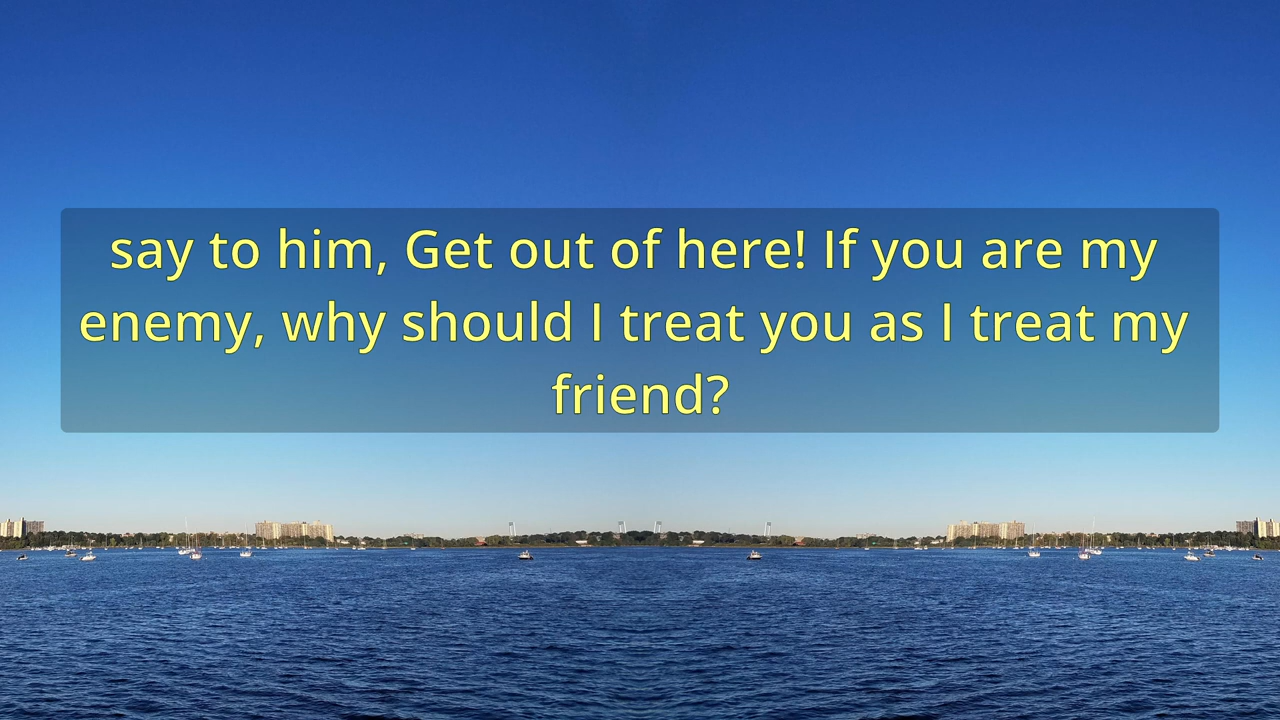 say to him, Get out of here! If you are my
enemy, why should I treat you as I treat my
friend?